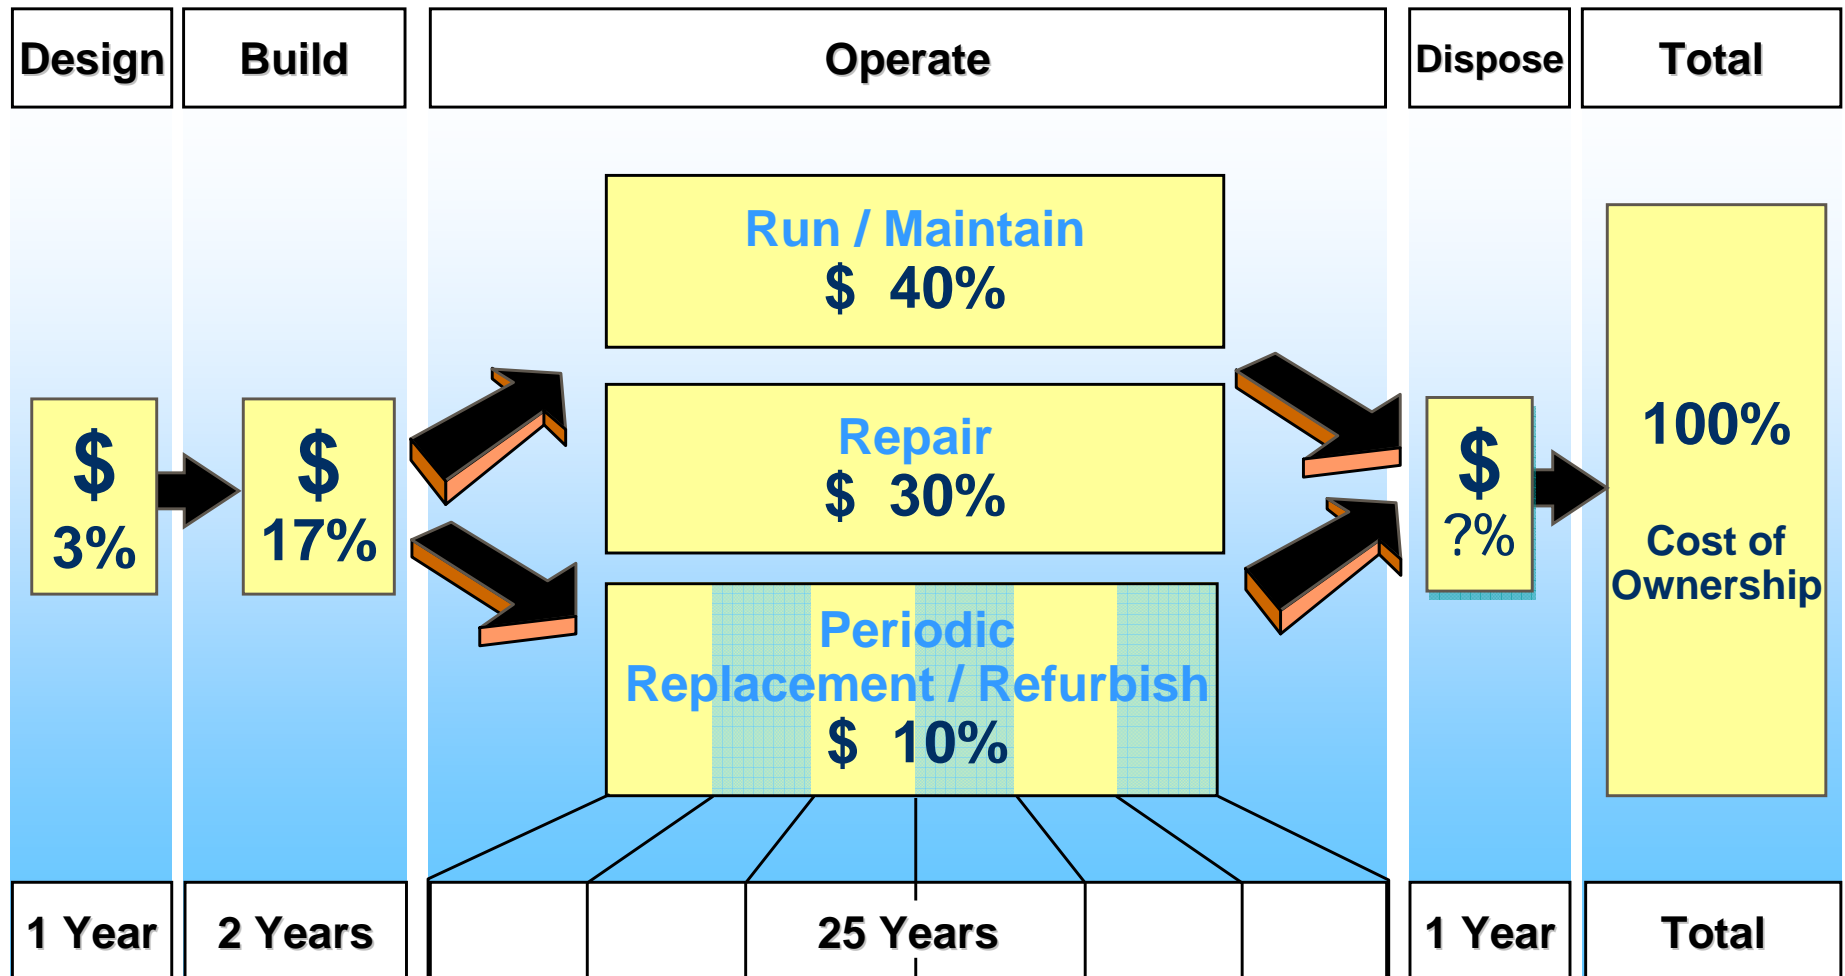 Design
Build
Operate
Dispose
Total
Run / Maintain
$ 40%
Repair
$ 30%
Periodic
Replacement / Refurbish
$ 10%
$
3%
$
17%
$
?%
100%
Cost of
Ownership
1 Year
2 Years
25 Years
1 Year
Total